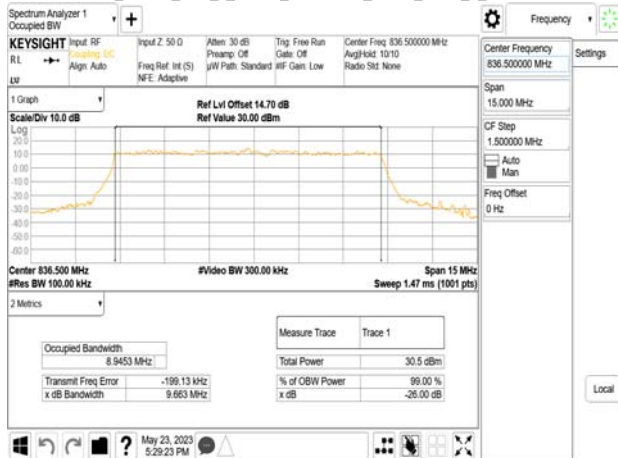 Spectrum Analyzer 1
Occupied BW
+
Frequency
KEYSIGHT
RL
Input: RF
Coupling: DC
Align: Auto
Input Z: 50 Ω
Freq Ref: Int (S)
NFE: Adaptive
Atten: 30 dB
Preamp: Off
µW Path: Standard
Trig: Free Run
Gate: Off
#IF Gain: Low
Center Freq: 836.500000 MHz
Avg|Hold: 10/10
Radio Std: None
Center Frequency
836.500000 MHz
Settings
Span
15.000 MHz
CF Step
1.500000 MHz
Auto
Man
Freq Offset
0 Hz
1 Graph
Scale/Div 10.0 dB
Ref Lvl Offset 14.70 dB
Ref Value 30.00 dBm
Log
20.0
10.0
0.00
-10.0
-20.0
-30.0
-40.0
-50.0
-60.0
Center 836.500 MHz
#Res BW 100.00 kHz
#Video BW 300.00 kHz
Span 15 MHz
Sweep 1.47 ms (1001 pts)
2 Metrics
Measure Trace Trace 1
Occupied Bandwidth
8.9453 MHz
Total Power 30.5 dBm
Transmit Freq Error -199.13 kHz
% of OBW Power 99.00 %
x dB Bandwidth 9.663 MHz
x dB -26.00 dB
Local
?
May 23, 2023
5:29:23 PM